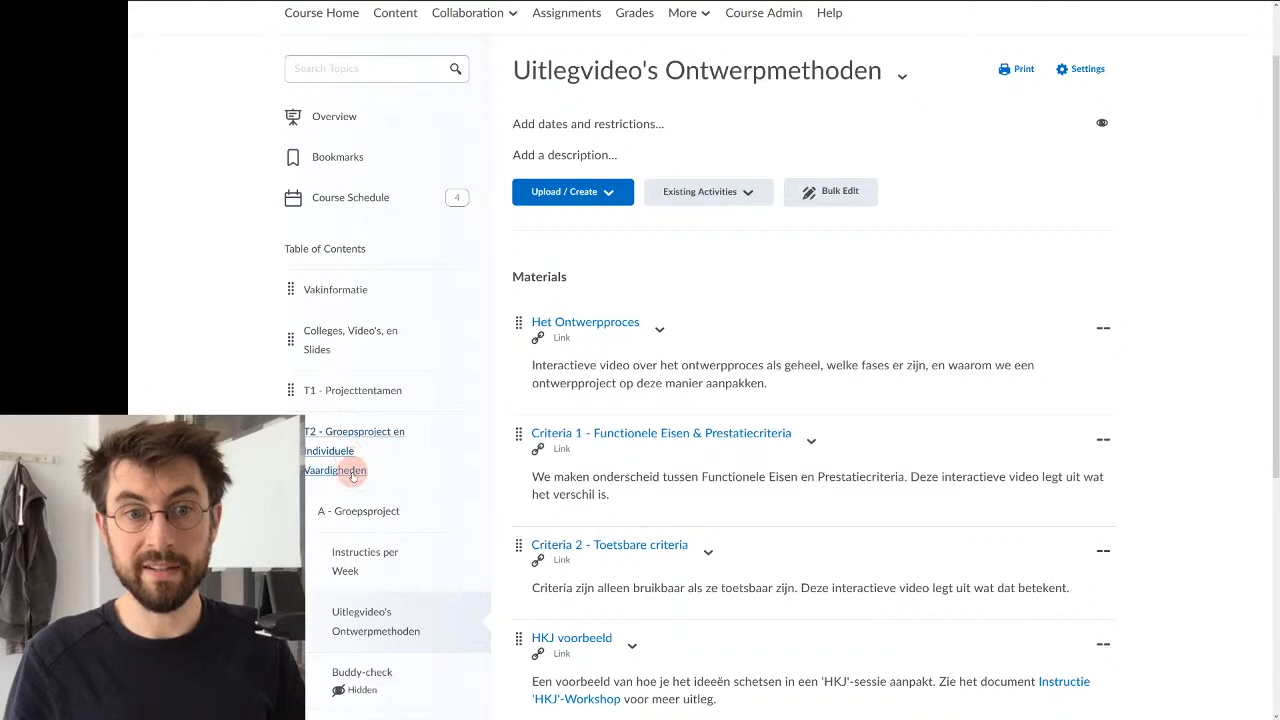 Course Home Content Collaboration Assignments Grades More Course Admin Help
Search Topics
Overview
Bookmarks
Course Schedule 4
Table of Contents
Vakinformatie
Colleges, Video's, en
Slides
T1 - Projecttentamen
T2 - Groepsproject en
Individuele
Vaardigheden
A - Groepsproject
Instructies per
Week
Uitlegvideo's
Ontwerpmethoden
Buddy-check
Hidden
Uitlegvideo's Ontwerpmethoden
Print Settings
Add dates and restrictions...
Add a description...
Upload / Create Existing Activities Bulk Edit
Materials
Het Ontwerpproces
Link
Interactieve video over het ontwerpproces als geheel, welke fases er zijn, en waarom we een
ontwerpproject op deze manier aanpakken.
Criteria 1 - Functionele Eisen & Prestatiecriteria
Link
We maken onderscheid tussen Functionele Eisen en Prestatiecriteria. Deze interactieve video legt uit wat
het verschil is.
Criteria 2 - Toetsbare criteria
Link
Criteria zijn alleen bruikbaar als ze toetsbaar zijn. Deze interactieve video legt uit wat dat betekent.
HKJ voorbeeld
Link
Een voorbeeld van hoe je het ideeën schetsen in een 'HKJ'-sessie aanpakt. Zie het document Instructie
'HKJ'-Workshop voor meer uitleg.